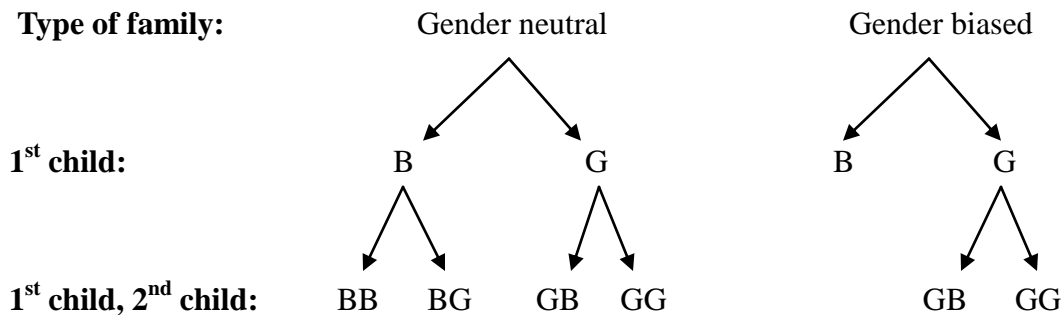 Type of family: Gender neutral Gender biased
1st child: B G B G
1st child, 2nd child: BB BG GB GG GB GG